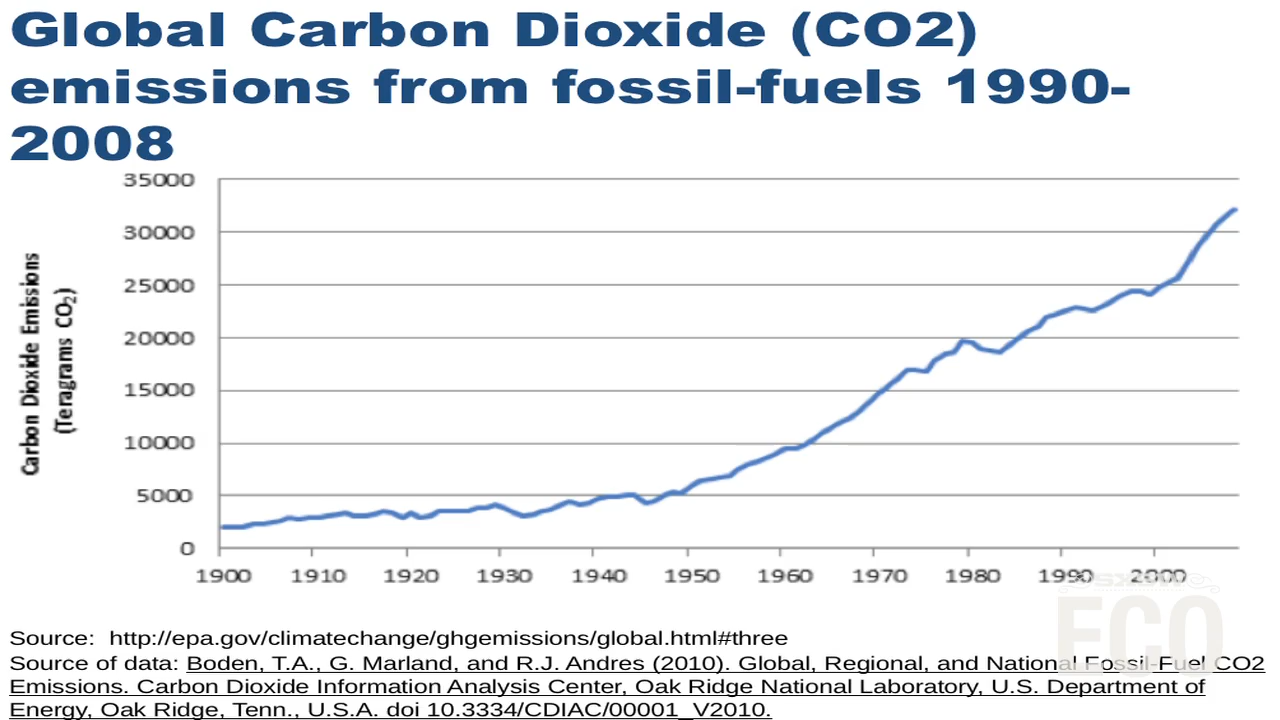 Global Carbon Dioxide (CO2)
emissions from fossil-fuels 1990-
2008
35000
30000
25000
20000
15000
10000
5000
0
Carbon Dioxide Emissions
(Teragrams CO₂)
1900 1910 1920 1930 1940 1950 1960 1970 1980 1990 2000
SXSW
ECO
Source: http://epa.gov/climatechange/ghgemissions/global.html#three
Source of data: Boden, T.A., G. Marland, and R.J. Andres (2010). Global, Regional, and National Fossil-Fuel CO2
Emissions. Carbon Dioxide Information Analysis Center, Oak Ridge National Laboratory, U.S. Department of
Energy, Oak Ridge, Tenn., U.S.A. doi 10.3334/CDIAC/00001_V2010.